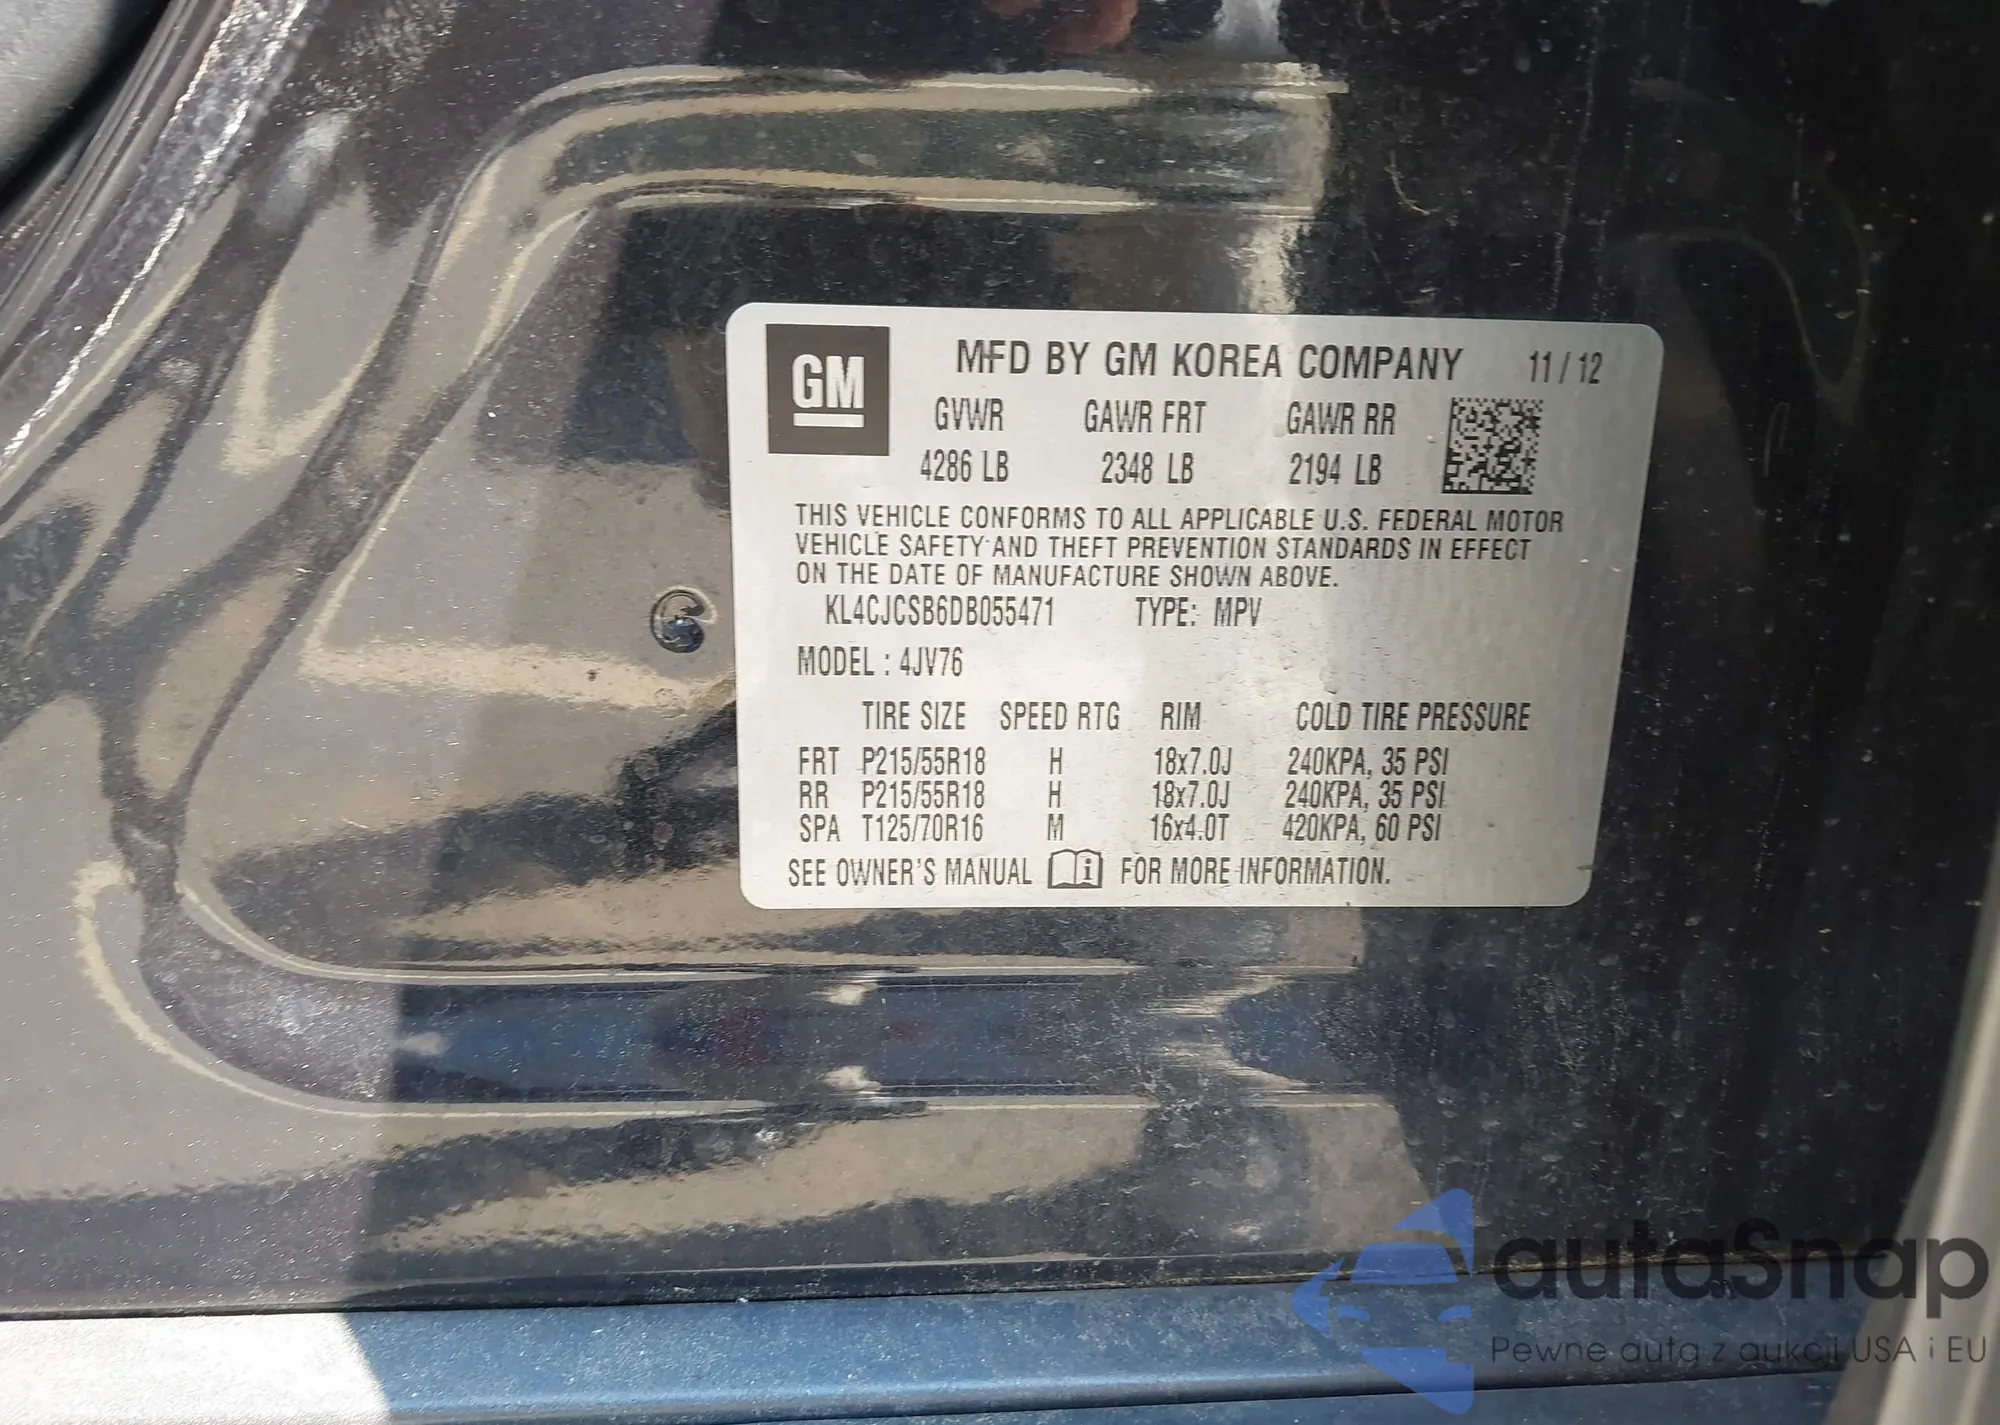 GM
MFD BY GM KOREA COMPANY 11 / 12
GVWR GAWR FRT GAWR RR
4286 LB 2348 LB 2194 LB
THIS VEHICLE CONFORMS TO ALL APPLICABLE U.S. FEDERAL MOTOR
VEHICLE SAFETY AND THEFT PREVENTION STANDARDS IN EFFECT
ON THE DATE OF MANUFACTURE SHOWN ABOVE.
KL4CJCSB6DB055471 TYPE: MPV
MODEL : 4JV76
TIRE SIZE SPEED RTG RIM COLD TIRE PRESSURE
FRT P215/55R18 H 18x7.0J 240KPA, 35 PSI
RR P215/55R18 H 18x7.0J 240KPA, 35 PSI
SPA T125/70R16 M 16x4.0T 420KPA, 60 PSI
SEE OWNER'S MANUAL i FOR MORE INFORMATION.
autaSnap
Pewne auta z aukcji USA i EU